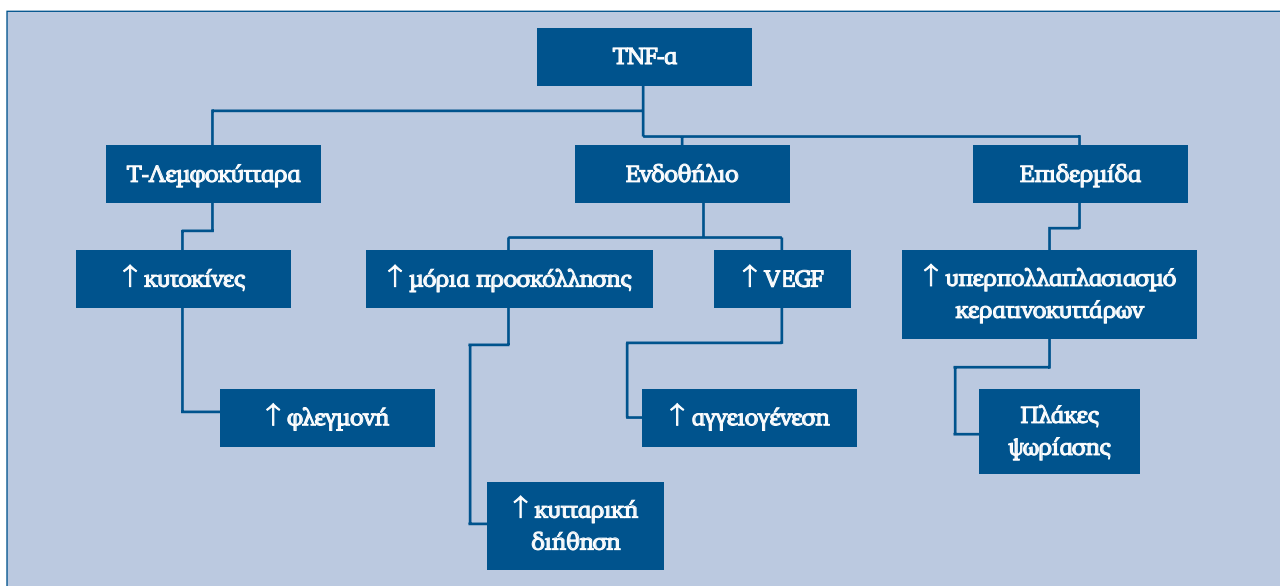 TNF-α
Τ-Λεμφοκύτταρα
Ενδοθήλιο
Επιδερμίδα
↑ κυτοκίνες
↑ μόρια προσκόλλησης
↑ VEGF
↑ υπερπολλαπλασιασμό
κερατινοκυττάρων
↑ φλεγμονή
↑ αγγειογένεση
Πλάκες
ψωρίασης
↑ κυτταρική
διήθηση